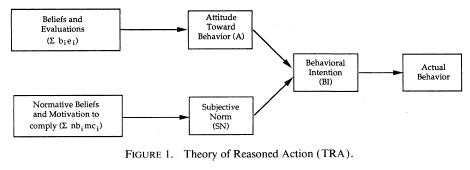 Beliefs and
Evaluations
(Σ bᵢeᵢ)
Attitude
Toward
Behavior (A)
Behavioral
Intention
(BI)
Actual
Behavior
Normative Beliefs
and Motivation to
comply (Σ nbᵢmcᵢ)
Subjective
Norm
(SN)
FIGURE 1. Theory of Reasoned Action (TRA).